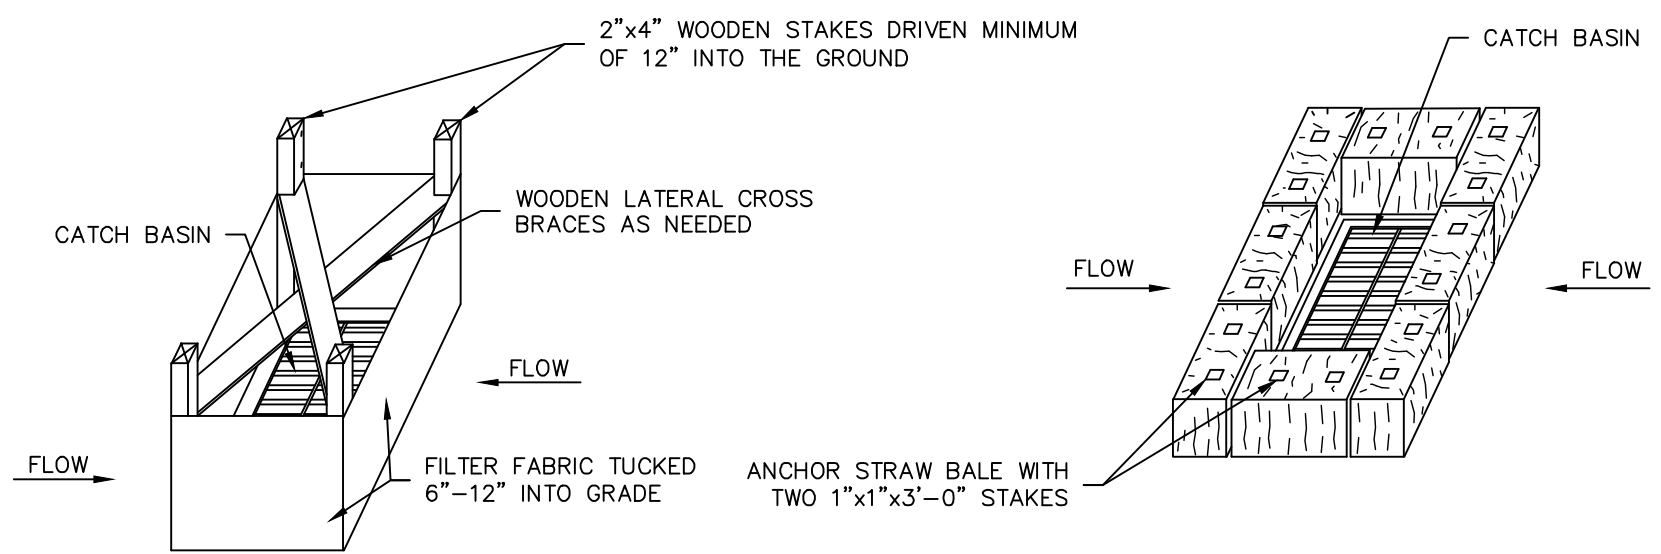 2”x4” WOODEN STAKES DRIVEN MINIMUM
OF 12” INTO THE GROUND
WOODEN LATERAL CROSS
BRACES AS NEEDED
CATCH BASIN
FLOW
FLOW
FILTER FABRIC TUCKED
6”–12” INTO GRADE
CATCH BASIN
FLOW
FLOW
ANCHOR STRAW BALE WITH
TWO 1”x1”x3’–0” STAKES